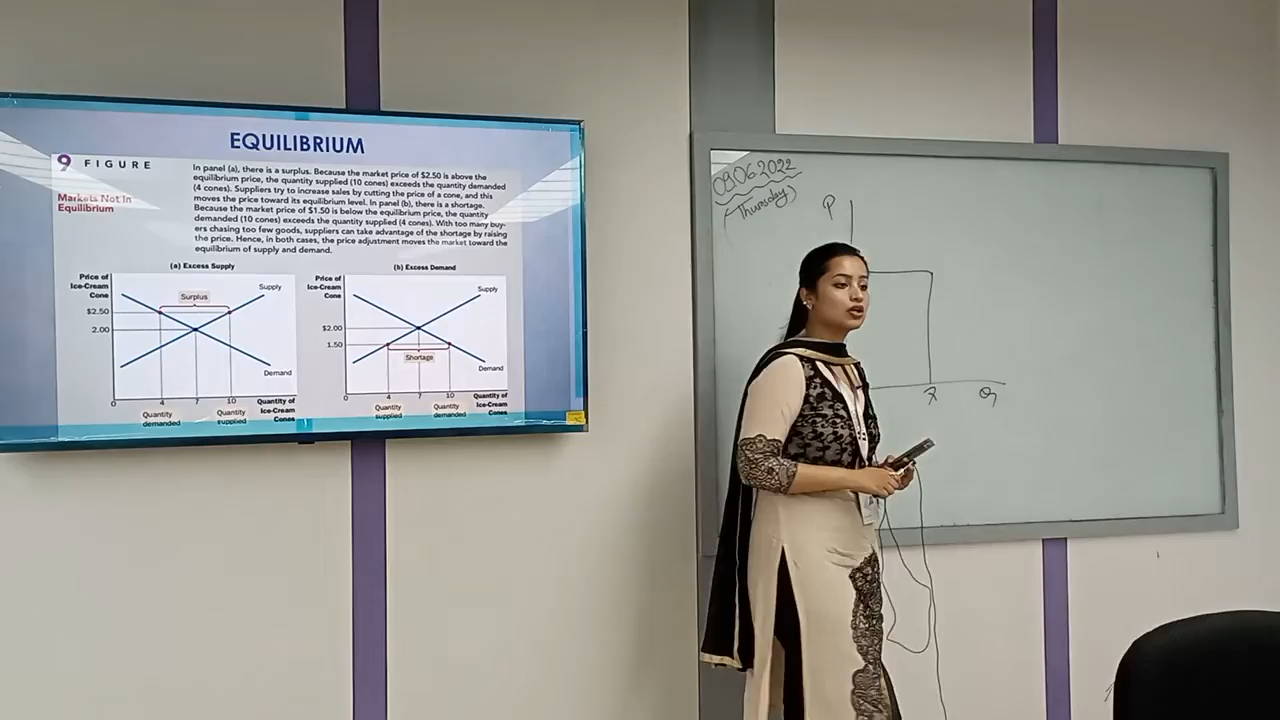 EQUILIBRIUM
9 FIGURE
Markets Not in
Equilibrium
In panel (a), there is a surplus. Because the market price of $2.50 is above the
equilibrium price, the quantity supplied (10 cones) exceeds the quantity demanded
(4 cones). Suppliers try to increase sales by cutting the price of a cone, and this
moves the price toward its equilibrium level. In panel (b), there is a shortage.
Because the market price of $1.50 is below the equilibrium price, the quantity
demanded (10 cones) exceeds the quantity supplied (4 cones). With too many buy-
ers chasing too few goods, suppliers can take advantage of the shortage by raising
the price. Hence, in both cases, the price adjustment moves the market toward the
equilibrium of supply and demand.
(a) Excess Supply
Price of
Ice-Cream
Cone
Supply
Surplus
$2.50
2.00
Demand
0 4 7 10
Quantity of
Ice-Cream
Cones
Quantity
demanded
Quantity
supplied
(b) Excess Demand
Price of
Ice-Cream
Cone
Supply
$2.00
1.50
Shortage
Demand
0 4 7 10
Quantity of
Ice-Cream
Cones
Quantity
supplied
Quantity
demanded
09.06.2022
(Thursday)
P